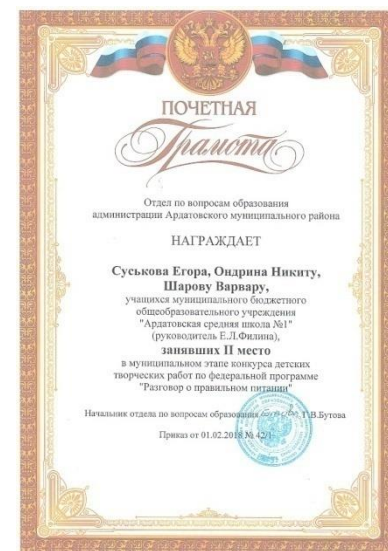 ПОЧЕТНАЯ
Грамота
Отдел по вопросам образования
администрации Ардатовского муниципального района
НАГРАЖДАЕТ
Суськова Егора, Ондрина Никиту,
Шарову Варвару,
учащихся муниципального бюджетного
общеобразовательного учреждения
"Ардатовская средняя школа №1"
(руководитель Е.Л.Филина),
занявших II место
в муниципальном этапе конкурса детских
творческих работ по федеральной программе
"Разговор о правильном питании"
Начальник отдела по вопросам образования Г.В.Бутова
Приказ от 01.02.2018 № 42/1